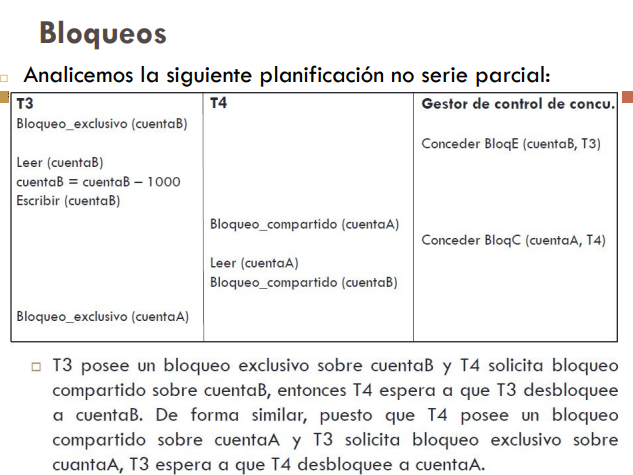 Bloqueos
Analicemos la siguiente planificación no serie parcial:
T3 T4 Gestor de control de concu.
Bloqueo_exclusivo (cuentaB)
Conceder BloqE (cuentaB, T3)
Leer (cuentaB)
cuentaB = cuentaB – 1000
Escribir (cuentaB)
Bloqueo_compartido (cuentaA)
Conceder BloqC (cuentaA, T4)
Leer (cuentaA)
Bloqueo_compartido (cuentaB)
Bloqueo_exclusivo (cuentaA)
T3 posee un bloqueo exclusivo sobre cuentaB y T4 solicita bloqueo
compartido sobre cuentaB, entonces T4 espera a que T3 desbloquee
a cuentaB. De forma similar, puesto que T4 posee un bloqueo
compartido sobre cuentaA y T3 solicita bloqueo exclusivo sobre
cuantaA, T3 espera a que T4 desbloquee a cuentaA.